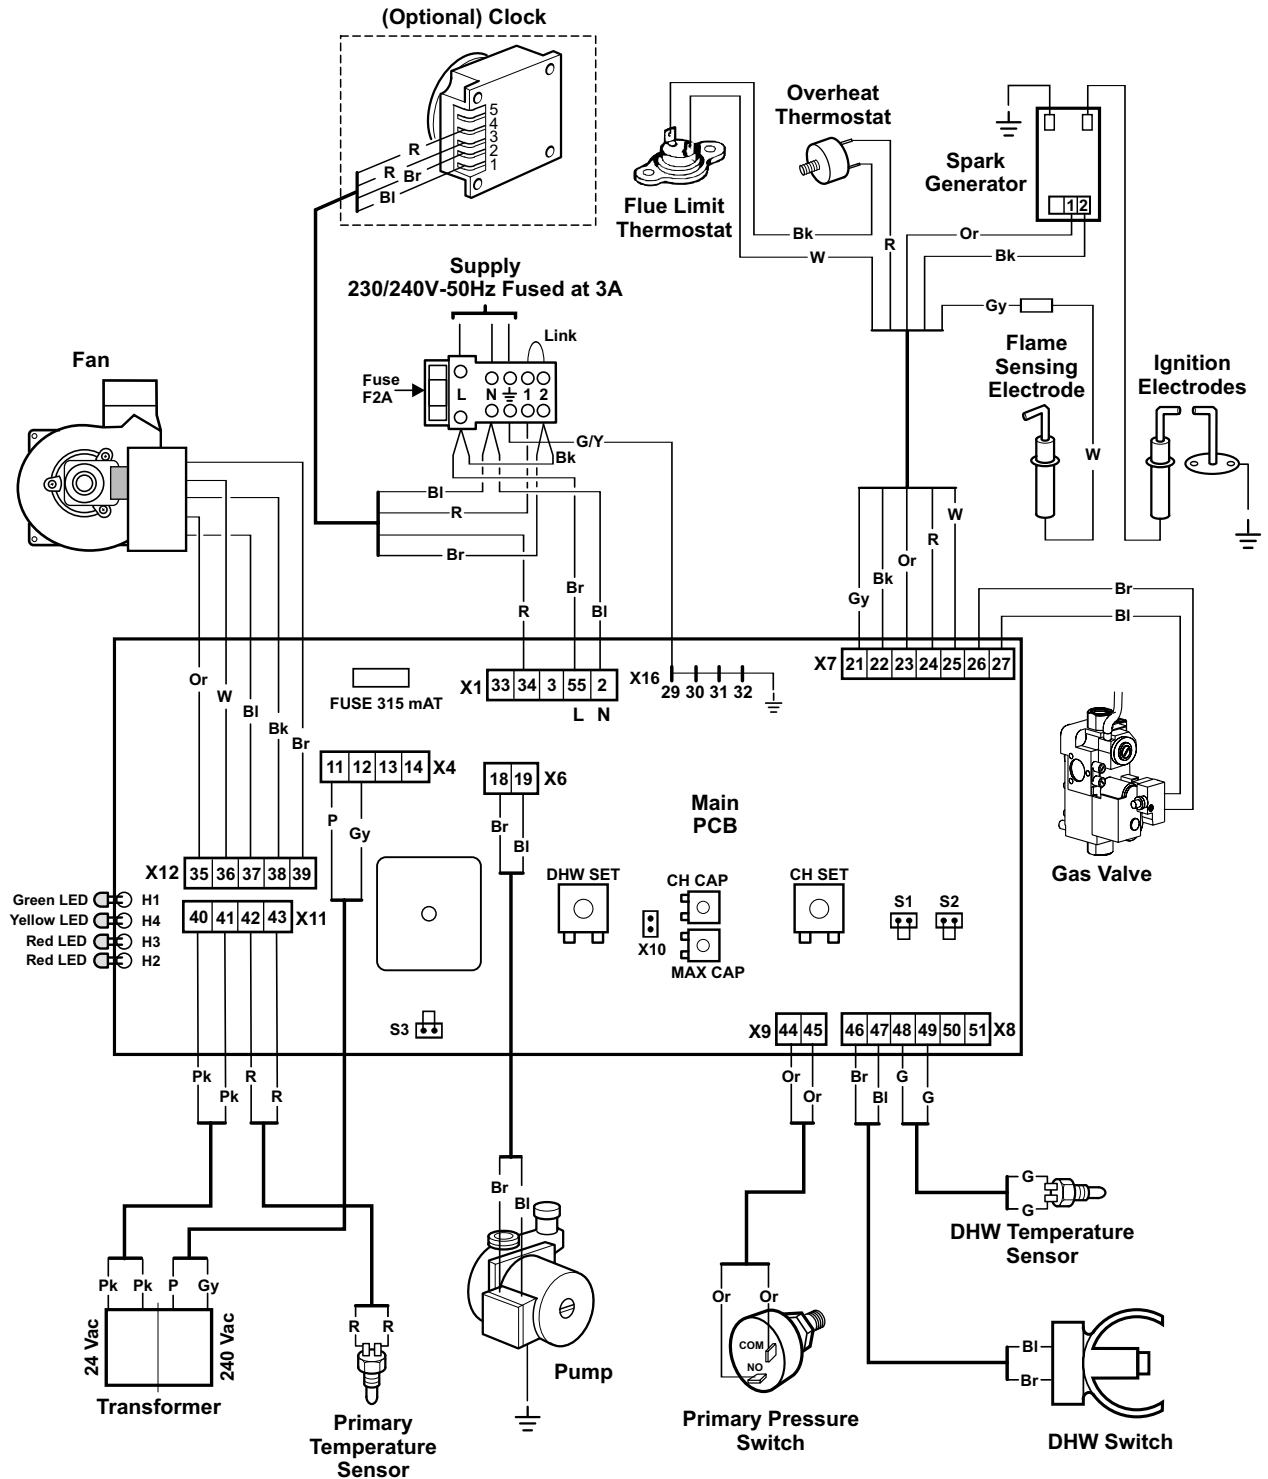 (Optional) Clock
5
4
3
2
1
R
R
Br
Bl
Overheat
Thermostat
Spark
Generator
1 2
Flue Limit
Thermostat
Bk
W
R
Or
Bk
Gy
Supply
230/240V-50Hz Fused at 3A
Link
Fuse
F2A
L N 1 2
Fan
Flame
Sensing
Electrode
Ignition
Electrodes
W
G/Y
Bk
Bl
R
Br
R
Br
Bl
Gy
Bk
Or
R
W
Br
Bl
Or
W
Bl
Bk
Br
FUSE 315 mAT
X1 33 34 3 55 2
L N
X16
29 30 31 32
X7 21 22 23 24 25 26 27
11 12 13 14 X4
P
Gy
18 19 X6
Br
Bl
Main
PCB
Gas Valve
X12 35 36 37 38 39
40 41 42 43 X11
Green LED H1
Yellow LED H4
Red LED H3
Red LED H2
DHW SET
CH CAP
X10
MAX CAP
CH SET
S1
S2
S3
X9 44 45
46 47 48 49 50 51 X8
Pk
Pk
R
R
Or
Or
Br
Bl
G
G
Br
Bl
G
G
DHW Temperature
Sensor
Pk Pk P Gy
24 Vac
240 Vac
Transformer
R R
Primary
Temperature
Sensor
Pump
Or Or
COM
NO
Primary Pressure
Switch
Bl
Br
DHW Switch